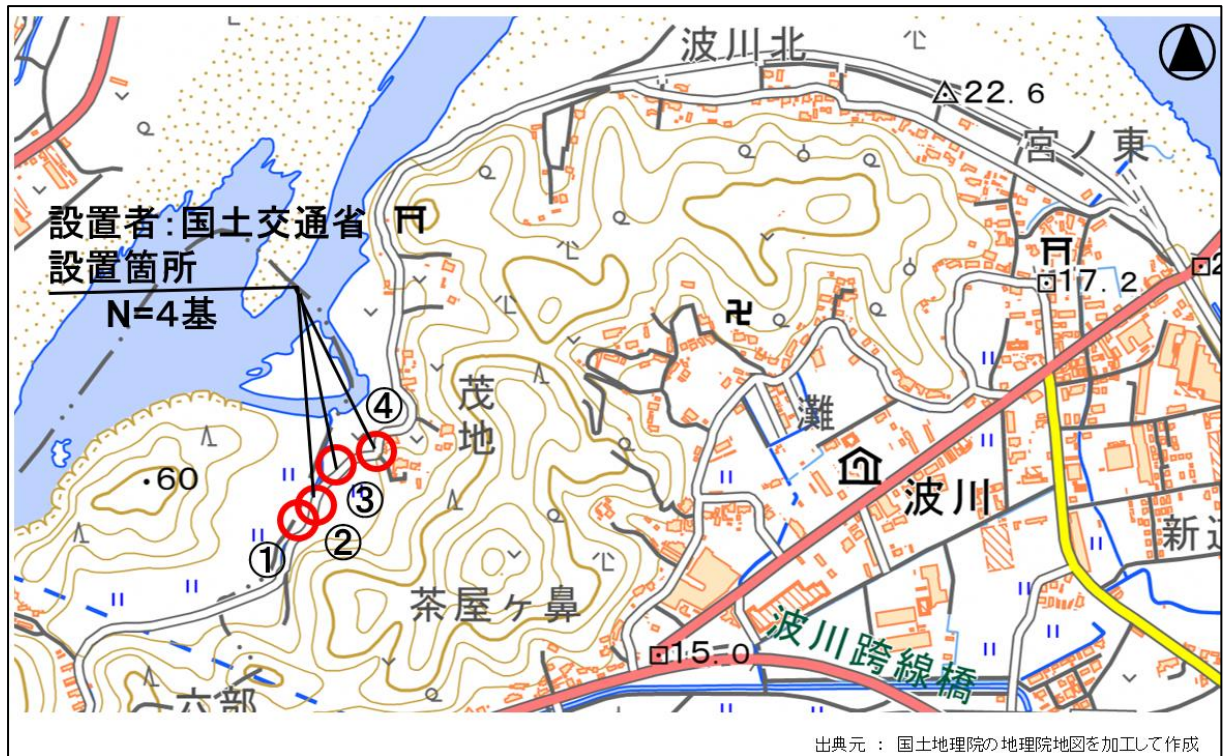 波川北
22.6
宮ノ東
設置者:国土交通省
設置箇所
N=4基
17.2
2
茂地
④
灘
60
③
波川
①
②
新
茶屋ヶ鼻
15.0
波川跨線橋
六部
出典元 : 国土地理院の地理院地図を加工して作成